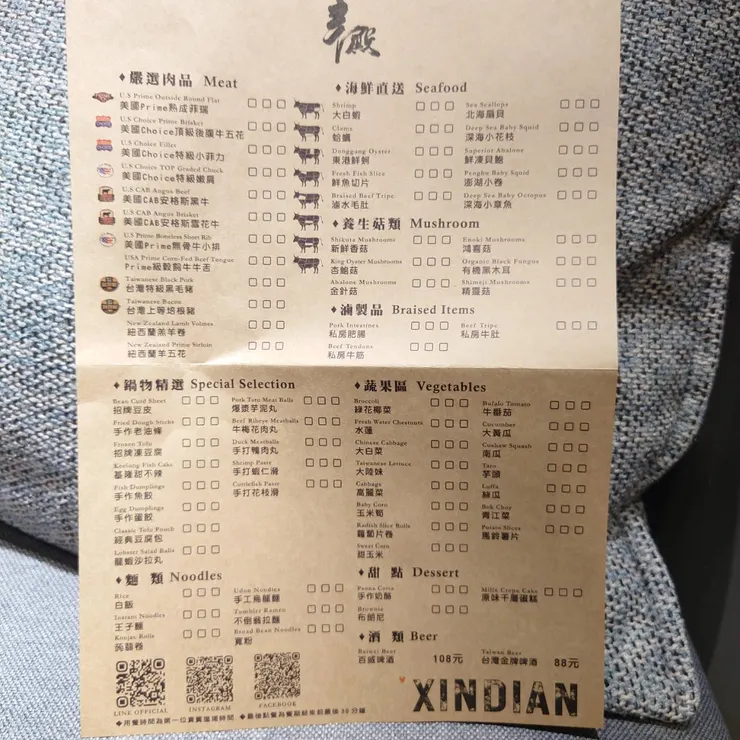 嚴選肉品 Meat
U.S Prime Outside Round Flat
美國Prime熟成菲瑞
U.S Choice Prime Brisket
美國Choice頂級後腹牛五花
U.S Choice Fillet
美國Choice特級小菲力
U.S Choice TOP Graded Chuck
美國Choice特級嫩肩
U.S CAB Angus Beef
美國CAB安格斯黑牛
U.S CAB Angus Brisket
美國CAB安格斯雪花牛
U.S Prime Boneless Short Rib
美國Prime無骨牛小排
USA Prime Corn-Fed Beef Tongue
Prime級穀飼牛牛舌
Taiwanese Black Pork
台灣特級黑毛豬
Taiwanese Bacon
台灣上等培根豬
New Zealand Lamb Volmes
紐西蘭羔羊卷
New Zealand Prime Sirloin
紐西蘭羊五花
海鮮直送 Seafood
Shrimp
大白蝦
Clams
蛤蠣
Donggang Oyster
東港鮮蚵
Fresh Fish Slice
鮮魚切片
Braised Beef Tripe
滷水毛肚
Sea Scallops
北海扇貝
Deep Sea Baby Squid
深海小花枝
Superior Abalone
鮮凍貝鮑
Penghu Baby Squid
澎湖小卷
Deep Sea Baby Octopus
深海小章魚
養生菇類 Mushroom
Shikuta Mushrooms
新鮮香菇
King Oyster Mushrooms
杏鮑菇
Abalone Mushrooms
金針菇
Enoki Mushrooms
鴻喜菇
Organic Black Fungus
有機黑木耳
Shimeji Mushrooms
精靈菇
滷製品 Braised Items
Pork Intestines
私房肥腸
Beef Tendons
私房牛筋
Beef Tripe
私房牛肚
鍋物精選 Special Selection
Bean Curd Sheet
招牌豆皮
Fried Dough Sticks
手作老油條
Frozen Tofu
招牌凍豆腐
Keelung Fish Cake
基隆甜不辣
Fish Dumplings
手作魚餃
Egg Dumplings
手作蛋餃
Classic Tofu Pouch
經典豆腐包
Lobster Salad Balls
龍蝦沙拉丸
Pork Taro Meat Balls
爆漿芋泥丸
Beef Ribeye Meatballs
牛梅花肉丸
Duck Meatballs
手打鴨肉丸
Shrimp Paste
手打蝦仁滑
Cuttlefish Paste
手打花枝滑
蔬果區 Vegetables
Broccoli
綠花椰菜
Fresh Water Chestnuts
水蓮
Chinese Cabbage
大白菜
Taiwanese Lettuce
大陸妹
Cabbage
高麗菜
Baby Corn
玉米筍
Radish Slice Rolls
蘿蔔片卷
Sweet Corn
甜玉米
Bufalo Tomato
牛番茄
Cucumber
大黃瓜
Cushaw Squash
南瓜
Taro
芋頭
Luffa
絲瓜
Bok Choy
青江菜
Potato Slices
馬鈴薯片
麵類 Noodles
Rice
白飯
Instant Noodles
王子麵
Konjac Rolls
蒟蒻卷
Udon Noodles
手工烏龍麵
Tumbler Ramen
不倒翁拉麵
Broad Bean Noodles
寬粉
甜點 Dessert
Panna Cotta
手作奶酪
Brownie
布朗尼
Mille Crepe Cake
原味千層蛋糕
酒類 Beer
百威啤酒 108元
Taiwan Beer
台灣金牌啤酒 88元
LINE OFFICIAL
INSTAGRAM
FACEBOOK
XINDIAN